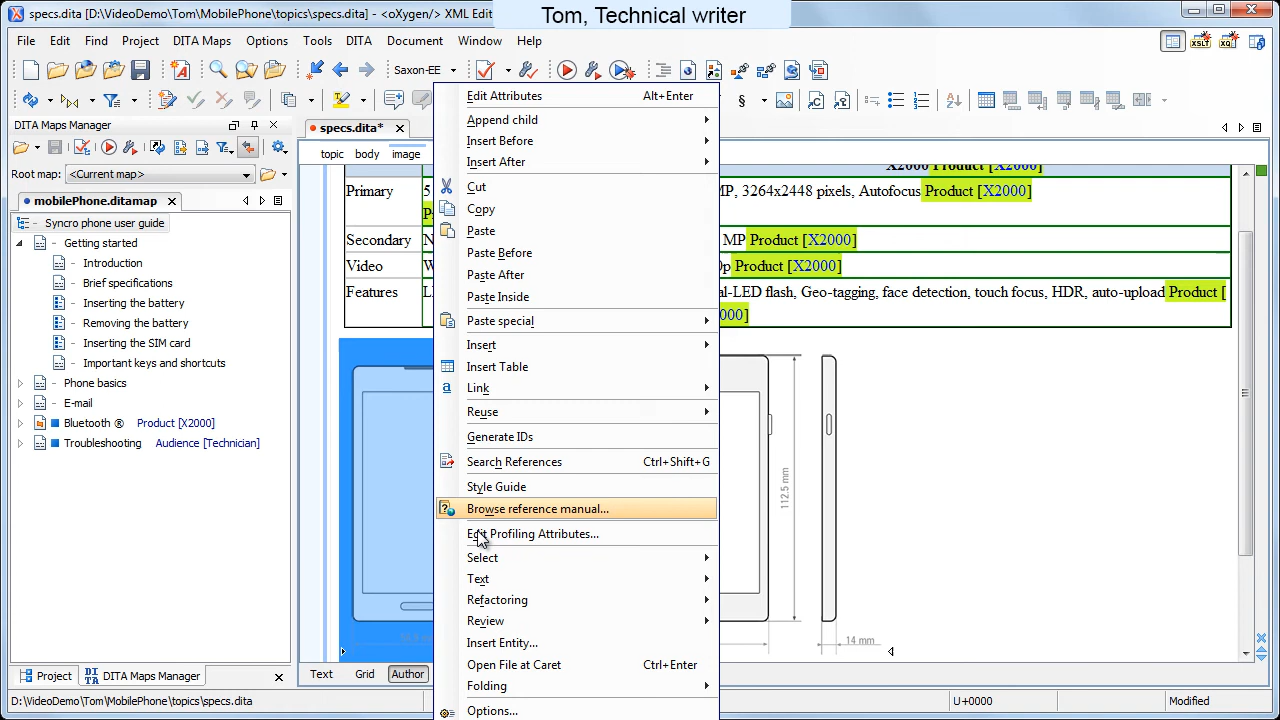 D:\VideoDemo\Tom\MobilePhone\topics\specs.dita] - <oXygen/> XML Edit
Tom, Technical writer
File Edit Find Project DITA Maps Options Tools DITA Document Window Help
Saxon-EE
DITA Maps Manager
specs.dita*
topic body image
Root map: <Current map>
mobilePhone.ditamap
Syncro phone user guide
Getting started
Introduction
Brief specifications
Inserting the battery
Removing the battery
Inserting the SIM card
Important keys and shortcuts
Phone basics
E-mail
Bluetooth ® Product [X2000]
Troubleshooting Audience [Technician]
Project DITA Maps Manager
Edit Attributes Alt+Enter
Append child
Insert Before
Insert After
Cut
Copy
Paste
Paste Before
Paste After
Paste Inside
Paste special
Insert
Insert Table
Link
Reuse
Generate IDs
Search References Ctrl+Shift+G
Style Guide
Browse reference manual...
Edit Profiling Attributes...
Select
Text
Refactoring
Review
Insert Entity...
Open File at Caret Ctrl+Enter
Folding
Options...
X2000 Product [X2000]
Primary 5 MP, 3264x2448 pixels, Autofocus Product [X2000]
Secondary N MP Product [X2000]
Video W 0p Product [X2000]
Features LE al-LED flash, Geo-tagging, face detection, touch focus, HDR, auto-upload Product [
000]
112.5 mm
14 mm
Text Grid Author
D:\VideoDemo\Tom\MobilePhone\topics\specs.dita U+0000 Modified